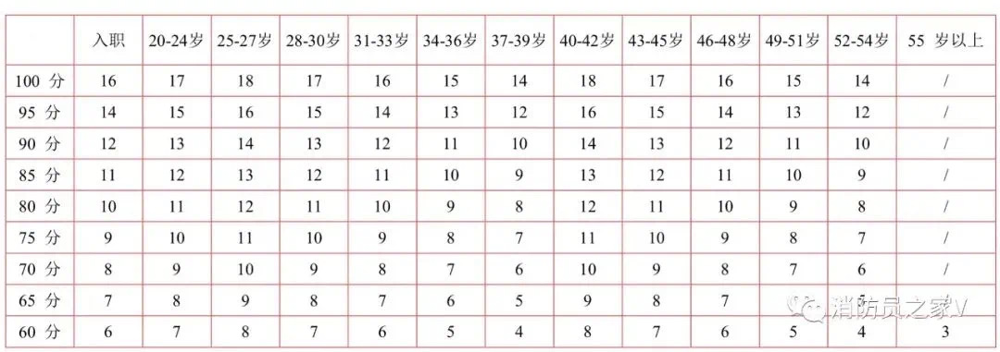 入职 20-24岁 25-27岁 28-30岁 31-33岁 34-36岁 37-39岁 40-42岁 43-45岁 46-48岁 49-51岁 52-54岁 55 岁以上
100 分 16 17 18 17 16 15 14 18 17 16 15 14 /
95 分 14 15 16 15 14 13 12 16 15 14 13 12 /
90 分 12 13 14 13 12 11 10 14 13 12 11 10 /
85 分 11 12 13 12 11 10 9 13 12 11 10 9 /
80 分 10 11 12 11 10 9 8 12 11 10 9 8 /
75 分 9 10 11 10 9 8 7 11 10 9 8 7 /
70 分 8 9 10 9 8 7 6 10 9 8 7 6 /
65 分 7 8 9 8 7 6 5 9 8 7 5
消防员之家V
60 分 6 7 8 7 6 5 4 8 7 6 5 4 3